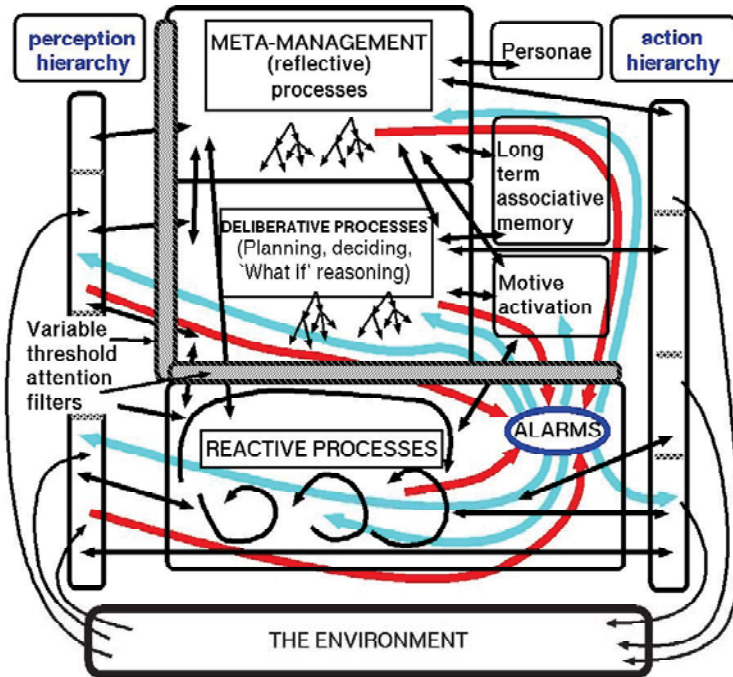 perception
hierarchy
META-MANAGEMENT
(reflective)
processes
Personae
action
hierarchy
Long
term
associative
memory
DELIBERATIVE PROCESSES
(Planning, deciding,
`What if' reasoning)
Motive
activation
Variable
threshold
attention
filters
REACTIVE PROCESSES
ALARMS
THE ENVIRONMENT